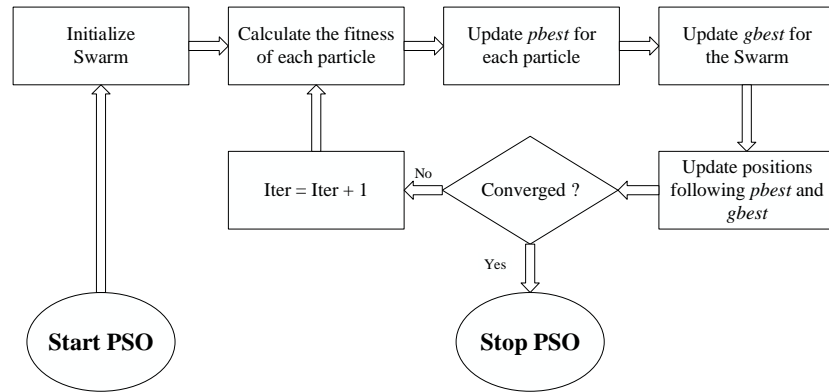 Initialize
Swarm
Calculate the fitness
of each particle
Update pbest for
each particle
Update gbest for
the Swarm
Iter = Iter + 1
No
Converged ?
Update positions
following pbest and
gbest
Yes
Start PSO
Stop PSO